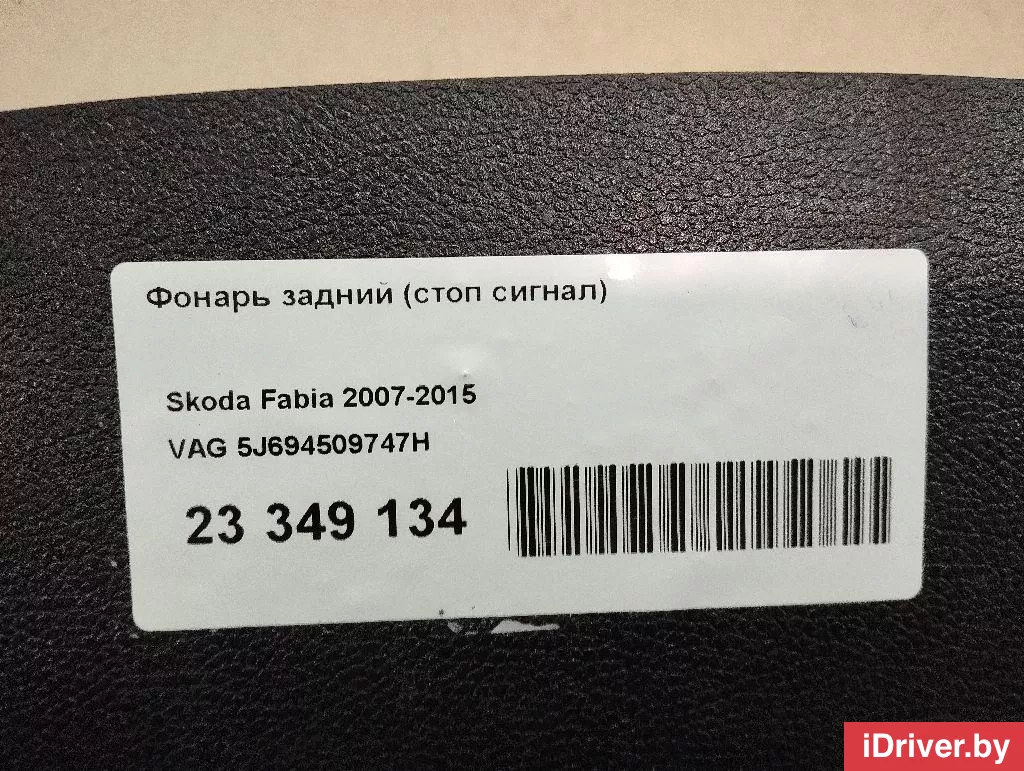 Фонарь задний (стоп сигнал)
Skoda Fabia 2007-2015
VAG 5J694509747H
23 349 134
iDriver.by